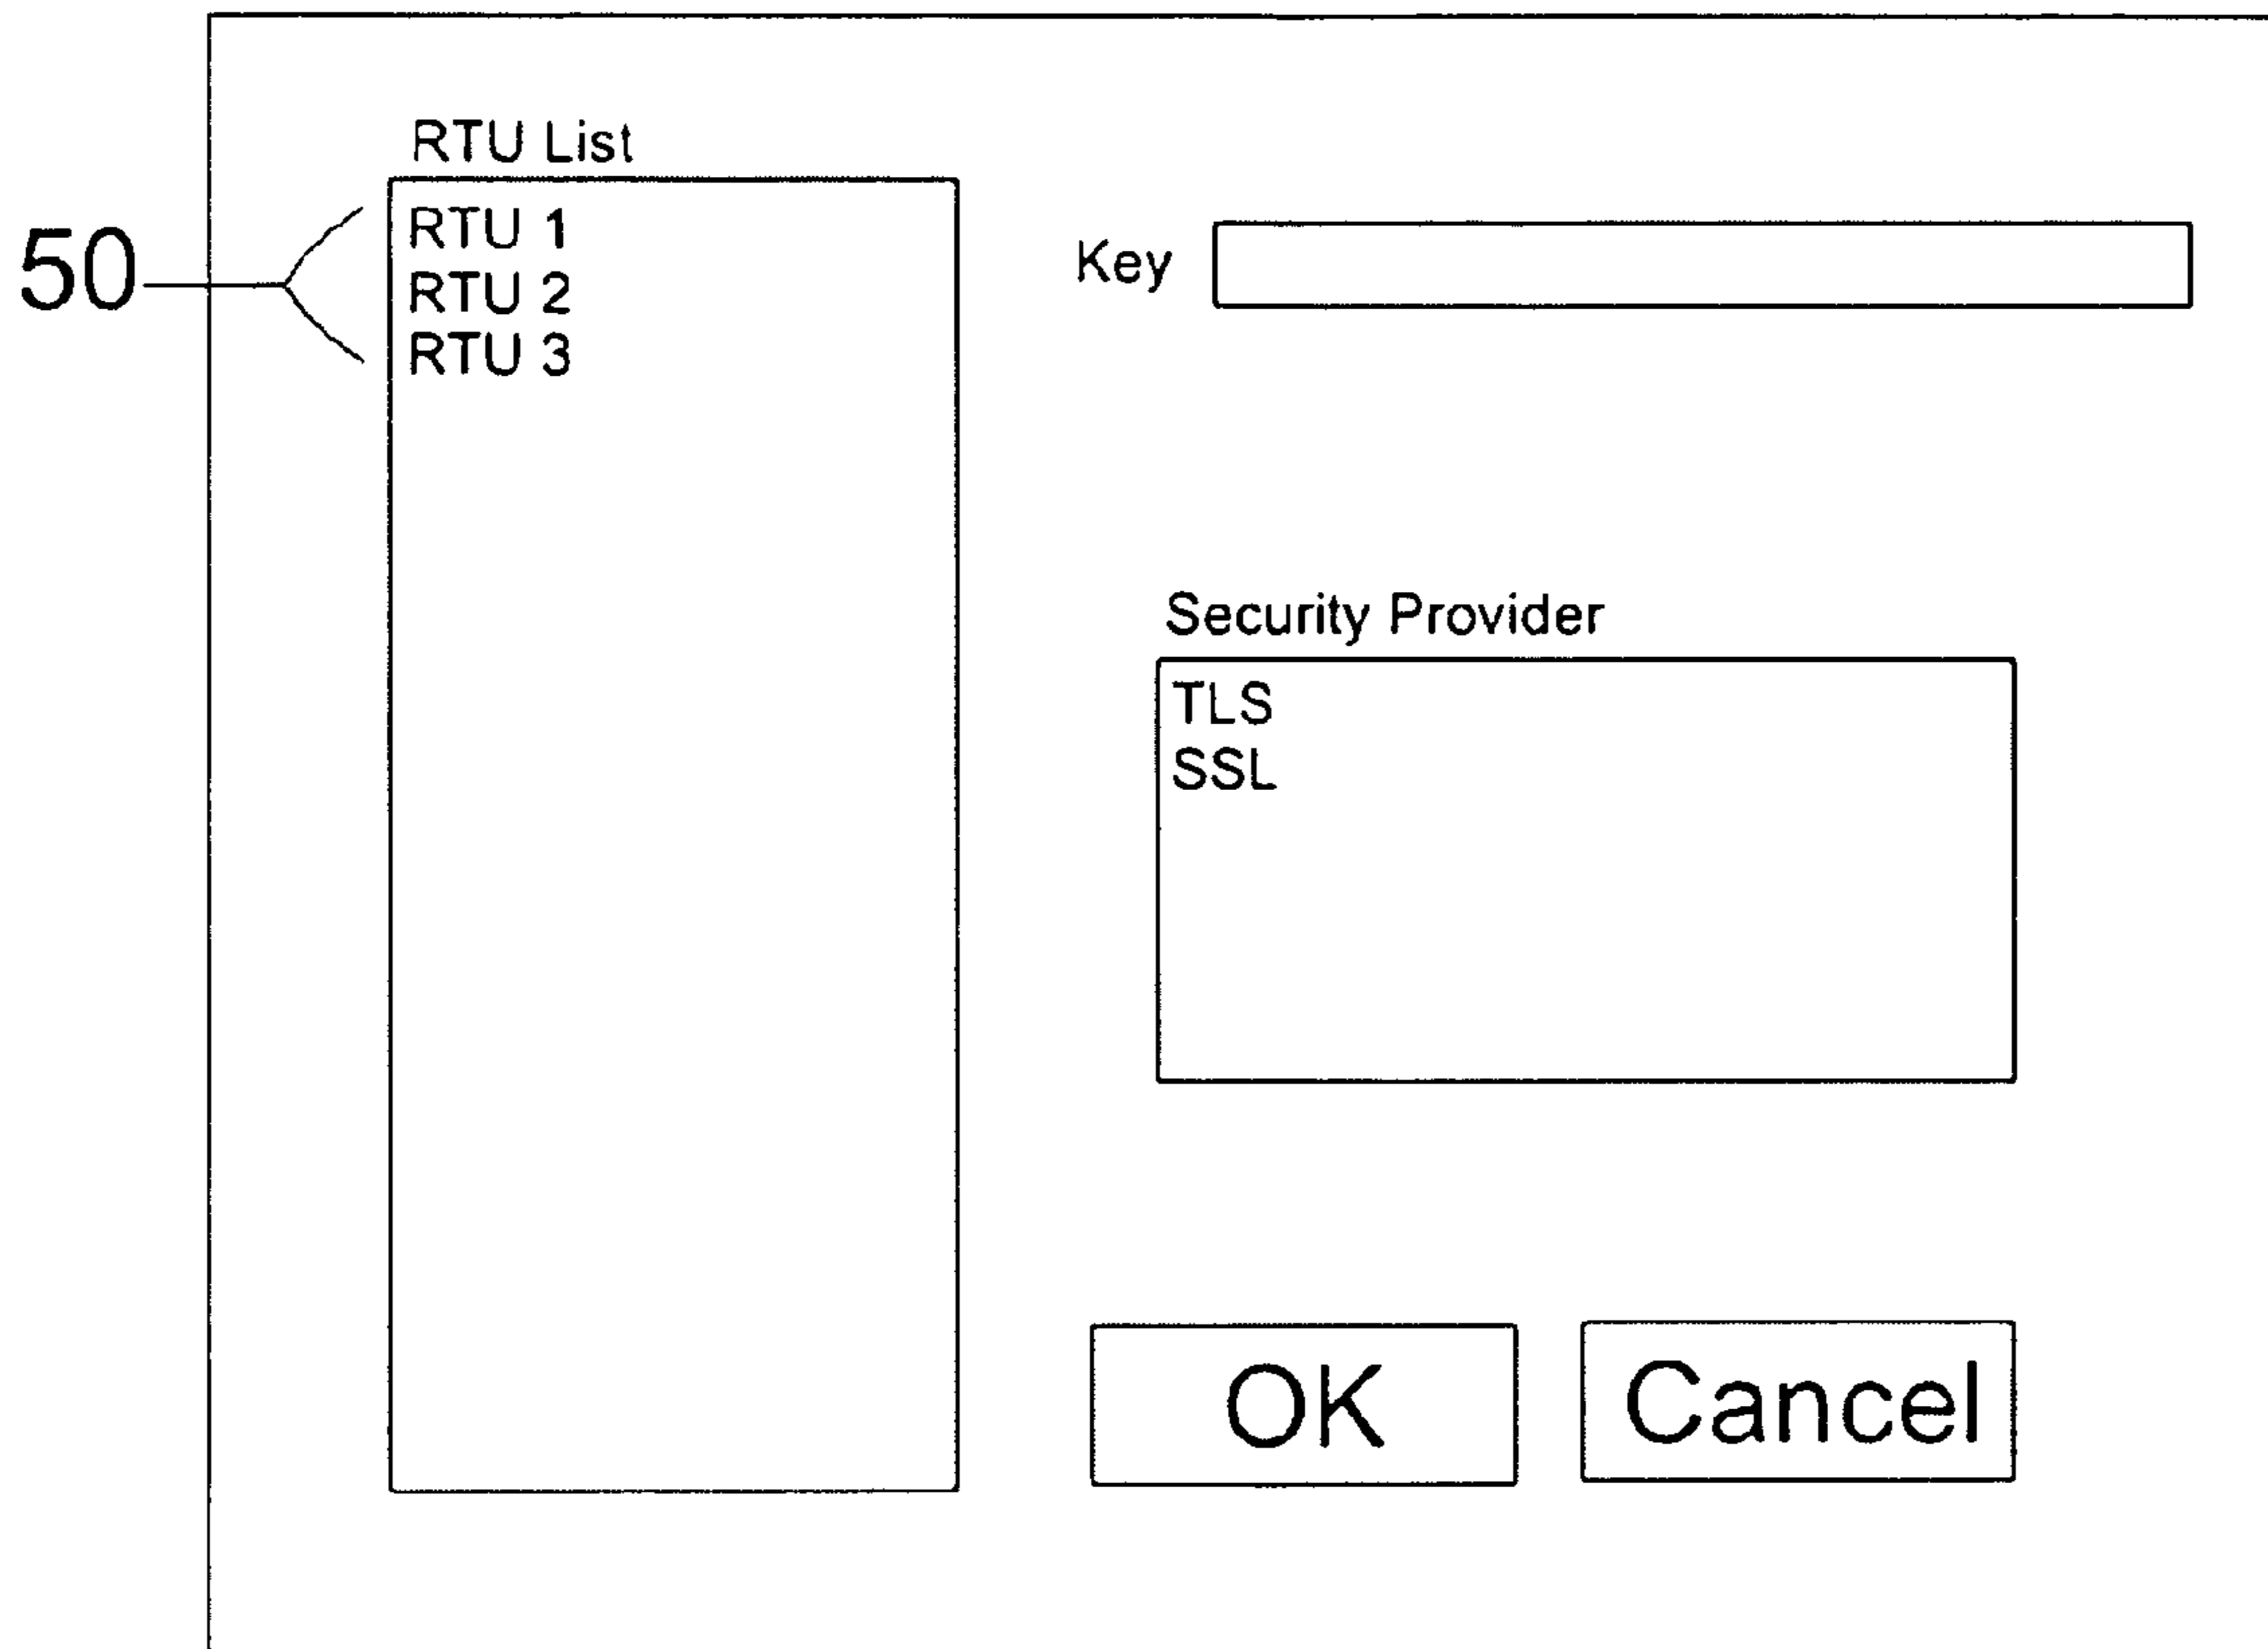 RTU List
50
RTU 1
RTU 2
RTU 3
Key
Security Provider
TLS
SSL
OK
Cancel